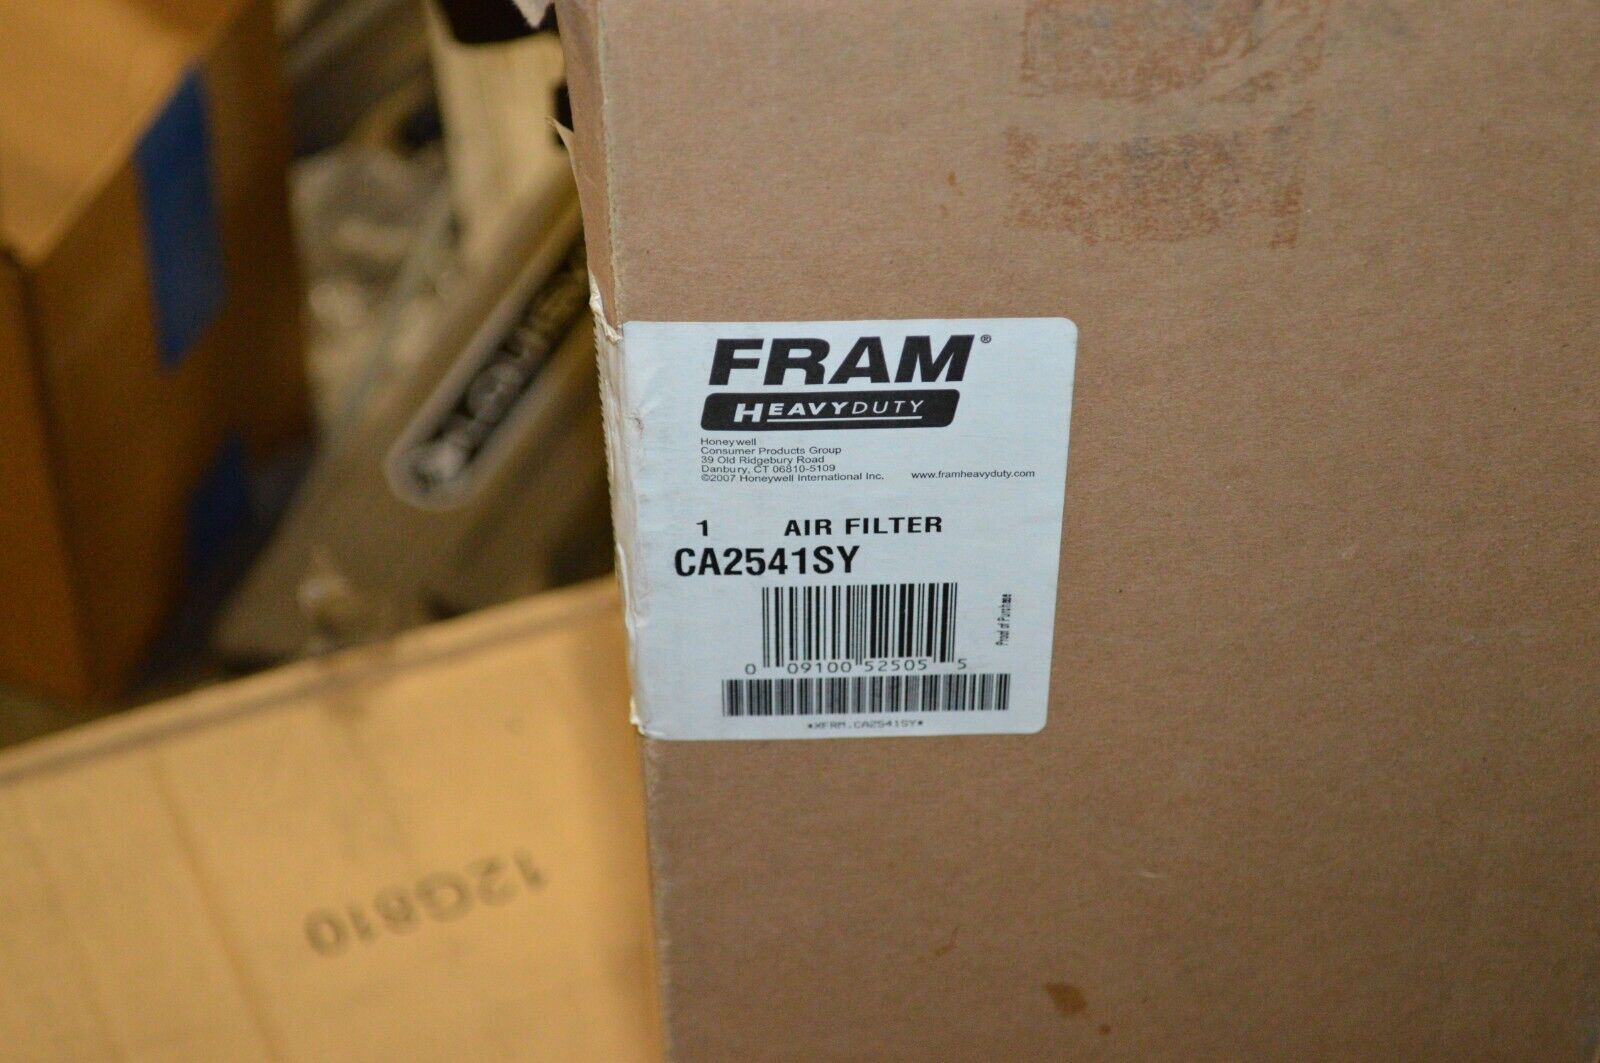 FRAM®
HEAVYDUTY
Honeywell
Consumer Products Group
39 Old Ridgebury Road
Danbury, CT 06810-5109
©2007 Honeywell International Inc.
www.framheavyduty.com
1 AIR FILTER
CA2541SY
Proof of Purchase
0 09100 52505 5
*XFRM.CA2541SY*
12G810